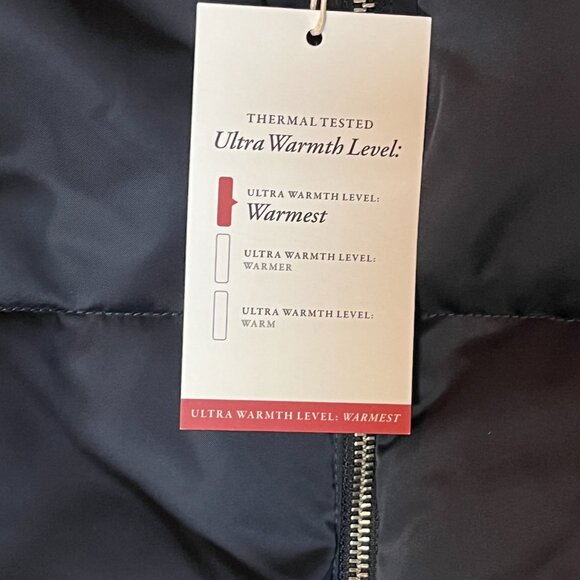 THERMAL TESTED
Ultra Warmth Level:
ULTRA WARMTH LEVEL:
Warmest
ULTRA WARMTH LEVEL:
WARMER
ULTRA WARMTH LEVEL:
WARM
ULTRA WARMTH LEVEL: WARMEST